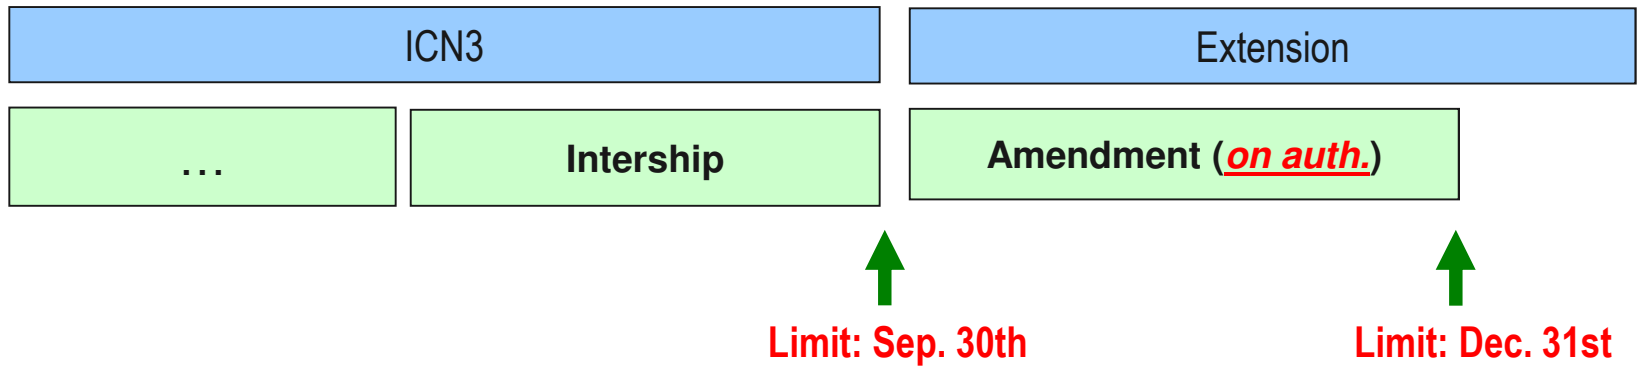 ICN3
Extension
...
Intership
Amendment (on auth.)
Limit: Sep. 30th
Limit: Dec. 31st